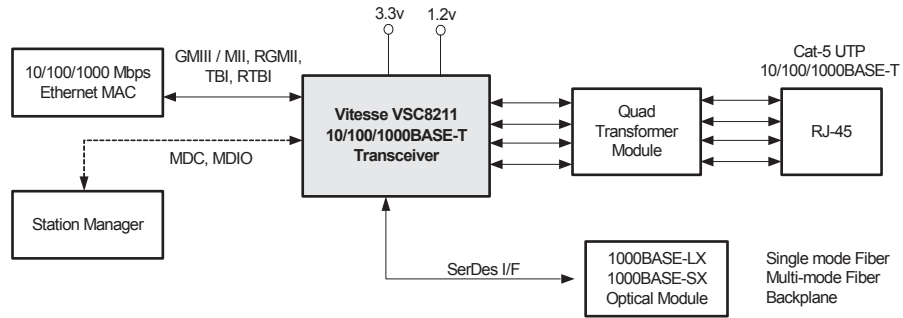 3.3v
1.2v
10/100/1000 Mbps
Ethernet MAC
GMIII / MII, RGMII,
TBI, RTBI
Vitesse VSC8211
10/100/1000BASE-T
Transceiver
Quad
Transformer
Module
Cat-5 UTP
10/100/1000BASE-T
RJ-45
MDC, MDIO
Station Manager
SerDes I/F
1000BASE-LX
1000BASE-SX
Optical Module
Single mode Fiber
Multi-mode Fiber
Backplane